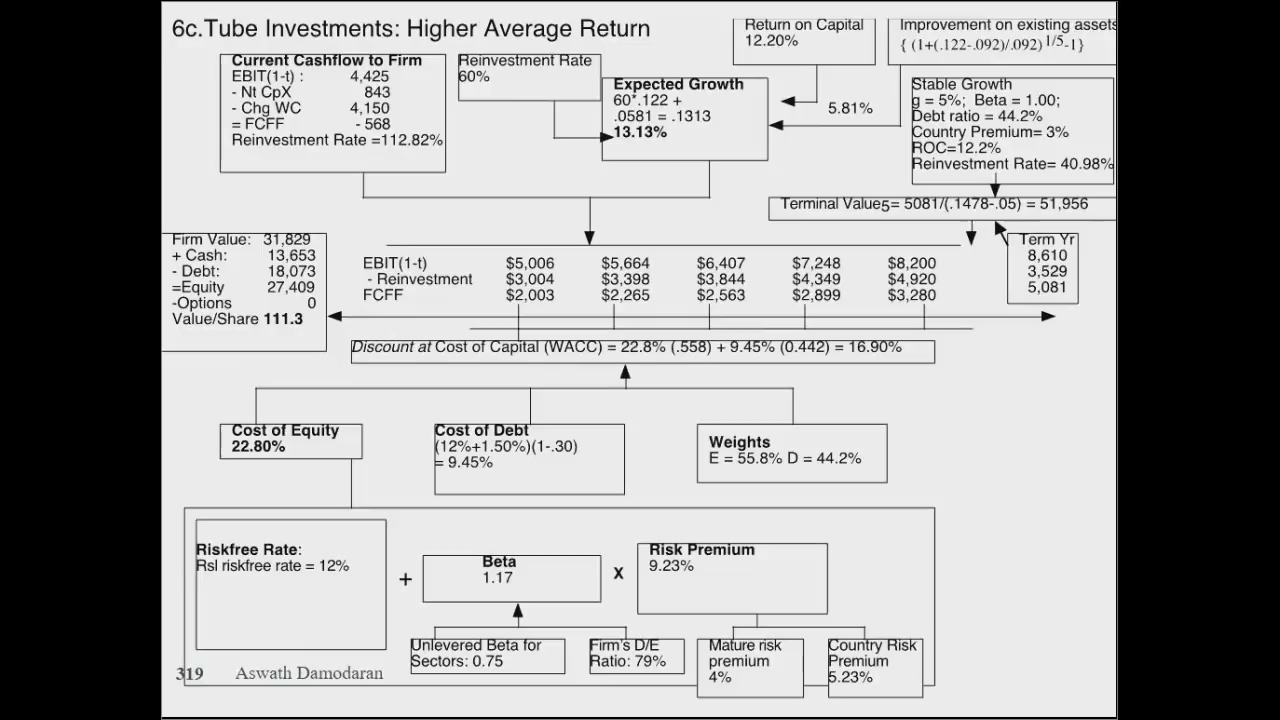 6c.Tube Investments: Higher Average Return
Return on Capital
12.20%
Improvement on existing assets
{ (1+(.122-.092)/.092)1/5-1}
Current Cashflow to Firm
EBIT(1-t) : 4,425
- Nt CpX 843
- Chg WC 4,150
= FCFF - 568
Reinvestment Rate =112.82%
Reinvestment Rate
60%
Expected Growth
60*.122 +
.0581 = .1313
13.13%
5.81%
Stable Growth
g = 5%; Beta = 1.00;
Debt ratio = 44.2%
Country Premium= 3%
ROC=12.2%
Reinvestment Rate= 40.98%
Terminal Value5= 5081/(.1478-.05) = 51,956
Firm Value: 31,829
+ Cash: 13,653
- Debt: 18,073
=Equity 27,409
-Options 0
Value/Share 111.3
EBIT(1-t) $5,006 $5,664 $6,407 $7,248 $8,200
- Reinvestment $3,004 $3,398 $3,844 $4,349 $4,920
FCFF $2,003 $2,265 $2,563 $2,899 $3,280
Term Yr
8,610
3,529
5,081
Discount at Cost of Capital (WACC) = 22.8% (.558) + 9.45% (0.442) = 16.90%
Cost of Equity
22.80%
Cost of Debt
(12%+1.50%)(1-.30)
= 9.45%
Weights
E = 55.8% D = 44.2%
Riskfree Rate:
Rsl riskfree rate = 12%
+
Beta
1.17
X
Risk Premium
9.23%
Unlevered Beta for
Sectors: 0.75
Firm's D/E
Ratio: 79%
Mature risk
premium
4%
Country Risk
Premium
5.23%
319 Aswath Damodaran